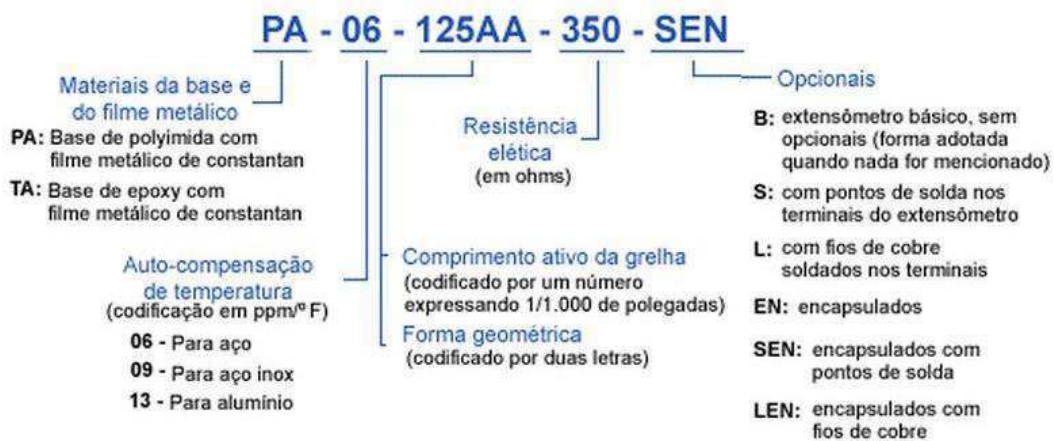 PA - 06 - 125AA - 350 - SEN
Materiais da base e
do filme metálico
PA: Base de polyimida com
filme metálico de constantan
TA: Base de epoxy com
filme metálico de constantan
Auto-compensação
de temperatura
(codificação em ppm/º F)
06 - Para aço
09 - Para aço inox
13 - Para alumínio
Resistência
elética
(em ohms)
Comprimento ativo da grelha
(codificado por um número
expressando 1/1.000 de polegadas)
Forma geométrica
(codificado por duas letras)
Opcionais
B: extensômetro básico, sem
opcionais (forma adotada
quando nada for mencionado)
S: com pontos de solda nos
terminais do extensômetro
L: com fios de cobre
soldados nos terminais
EN: encapsulados
SEN: encapsulados com
pontos de solda
LEN: encapsulados com
fios de cobre